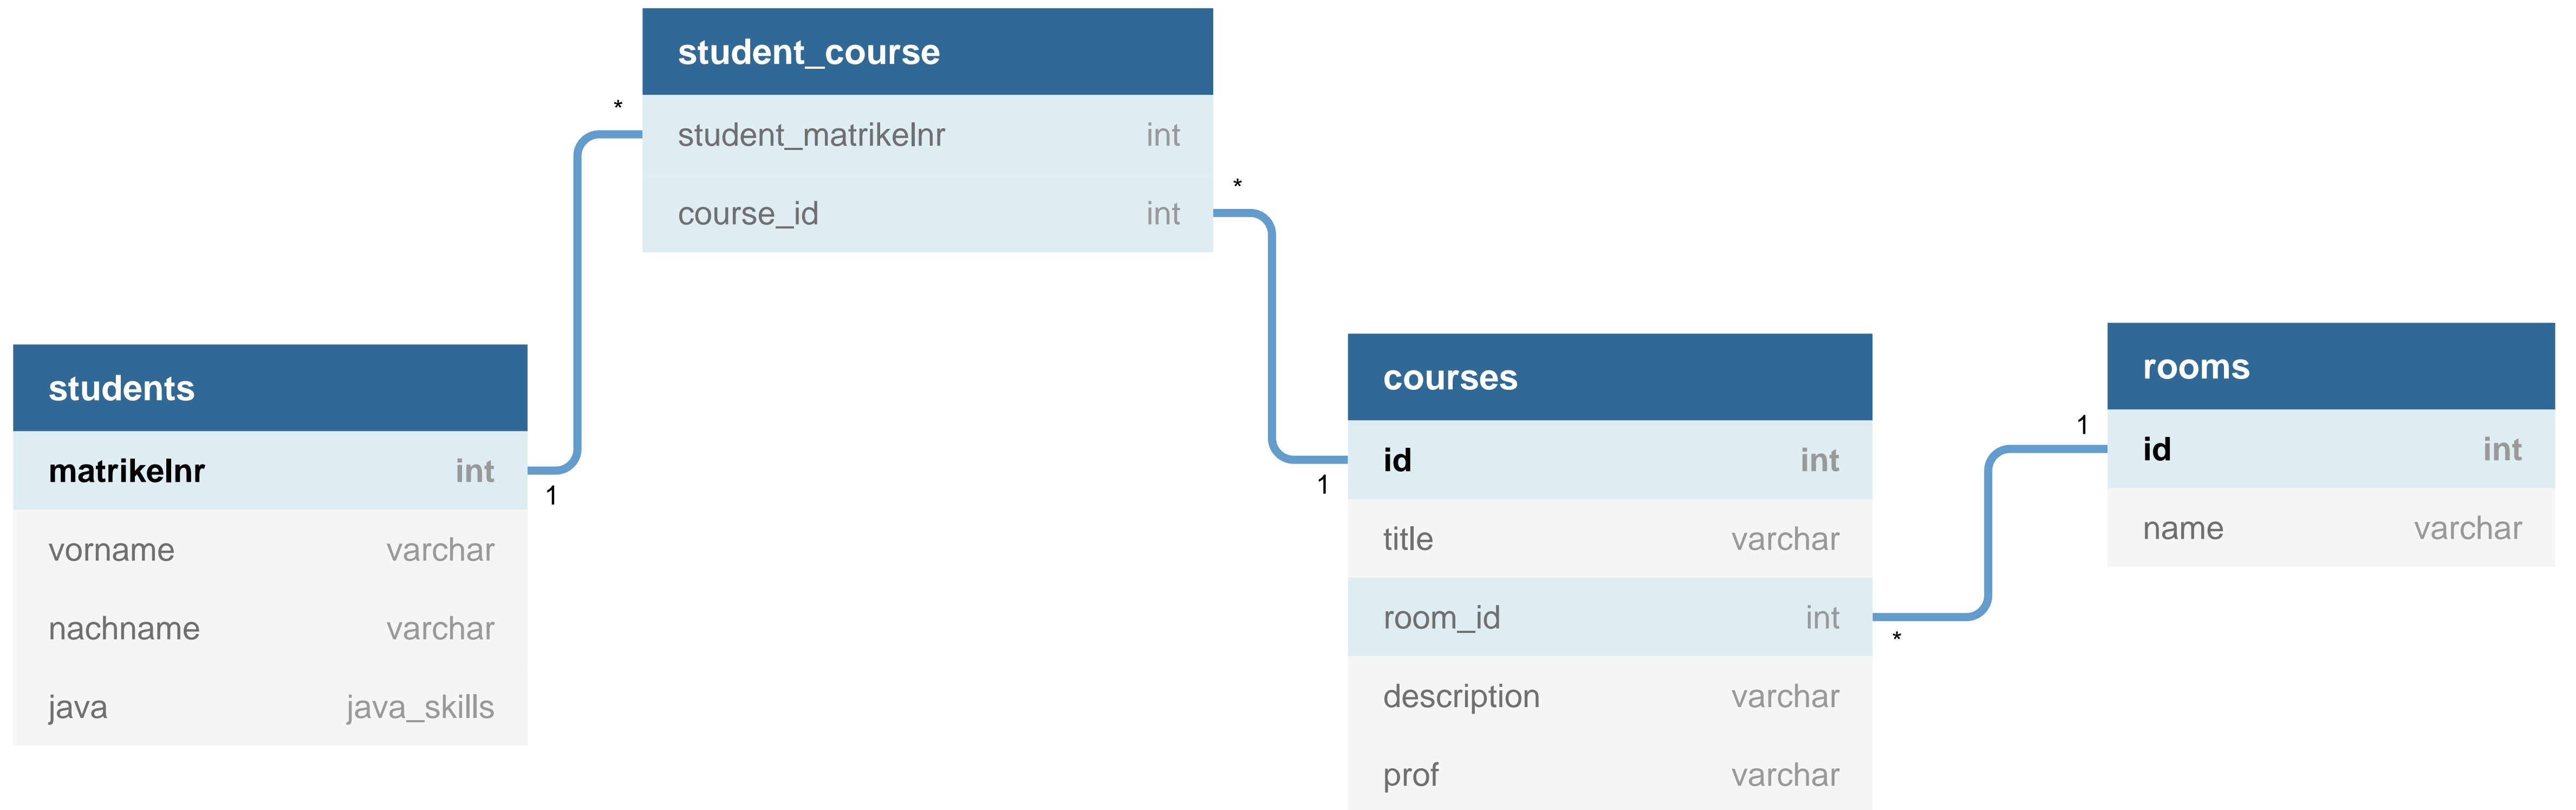 student_course
*
student_matrikelnr int
*
course_id int
students
matrikelnr int
1
vorname varchar
nachname varchar
java java_skills
courses
1
id int
title varchar
room_id int
*
description varchar
prof varchar
rooms
1
id int
name varchar